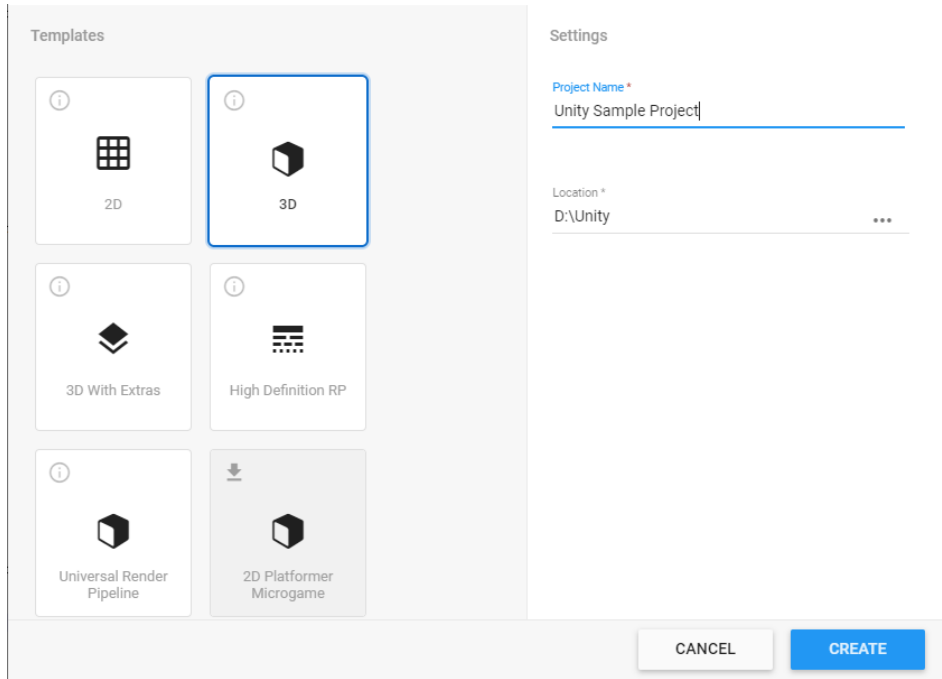 Templates
Settings
2D
3D
Project Name *
Unity Sample Project
Location *
D:\Unity
3D With Extras
High Definition RP
Universal Render
Pipeline
2D Platformer
Microgame
CANCEL
CREATE